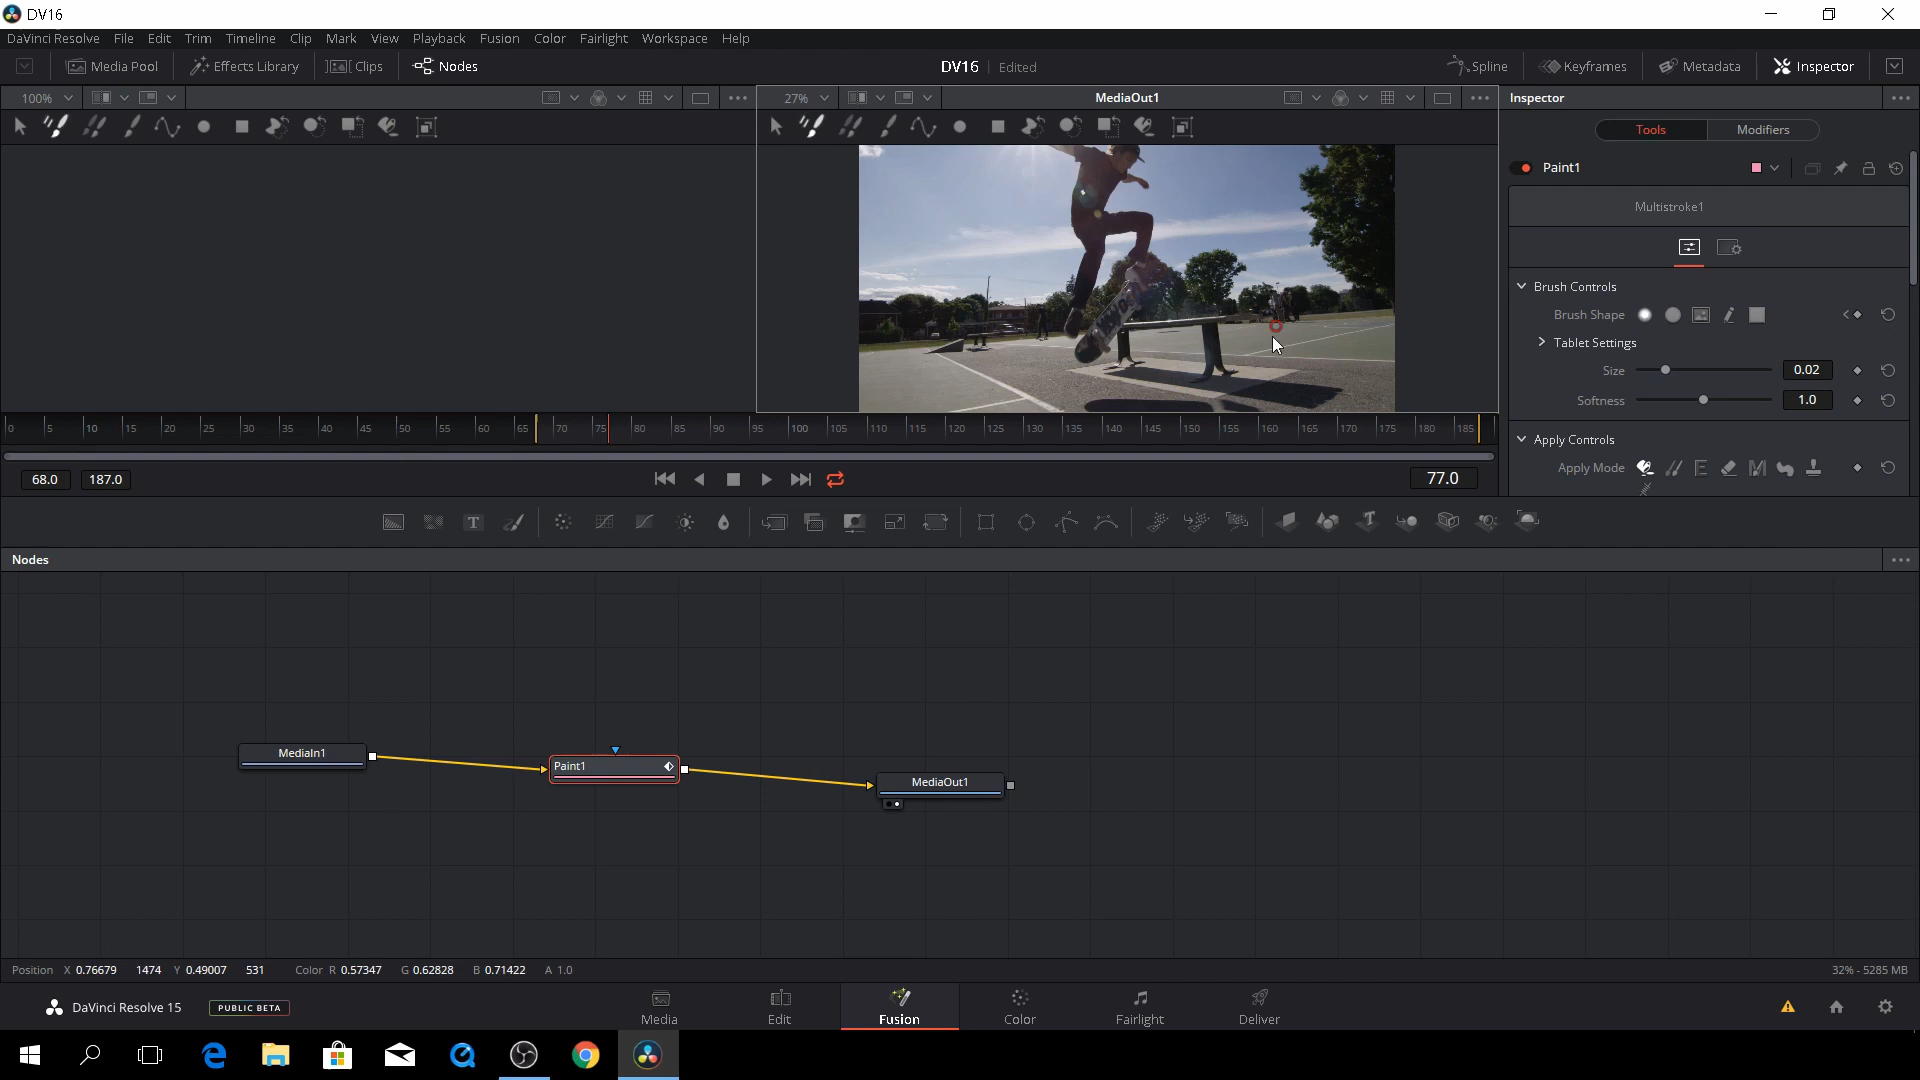 DV16
DaVinci Resolve File Edit Trim Timeline Clip Mark View Playback Fusion Color Fairlight Workspace Help
Media Pool Effects Library Clips Nodes DV16 Edited Spline Keyframes Metadata Inspector
100% 27% MediaOut1 Inspector
Tools Modifiers
Paint1
Multistroke1
Brush Controls
Brush Shape
Tablet Settings
Size 0.02
Softness 1.0
Apply Controls
Apply Mode
0 5 10 15 20 25 30 35 40 45 50 55 60 65 70 75 80 85 90 95 100 105 110 115 120 125 130 135 140 145 150 155 160 165 170 175 180 185
68.0 187.0 77.0
T T
Nodes
MediaIn1
Paint1
MediaOut1
Position X 0.76679 1474 Y 0.49007 531 Color R 0.57347 G 0.62828 B 0.71422 A 1.0 32% - 5285 MB
DaVinci Resolve 15 PUBLIC BETA Media Edit Fusion Color Fairlight Deliver